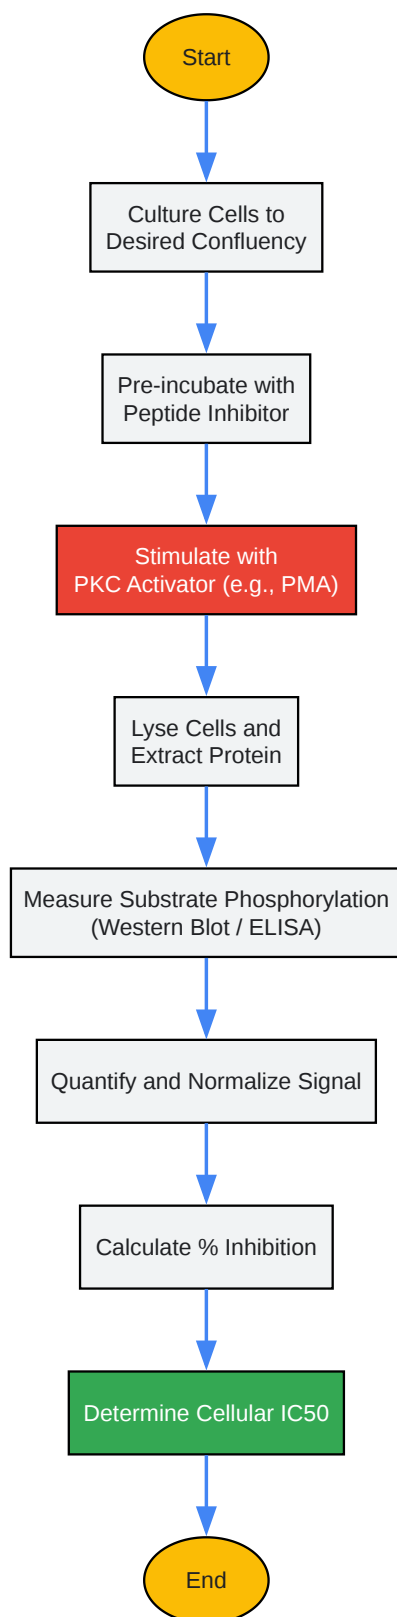 Start
Culture Cells to
Desired Confluency
Pre-incubate with
Peptide Inhibitor
Stimulate with
PKC Activator (e.g., PMA)
Lyse Cells and
Extract Protein
Measure Substrate Phosphorylation
(Western Blot / ELISA)
Quantify and Normalize Signal
Calculate % Inhibition
Determine Cellular IC50
End